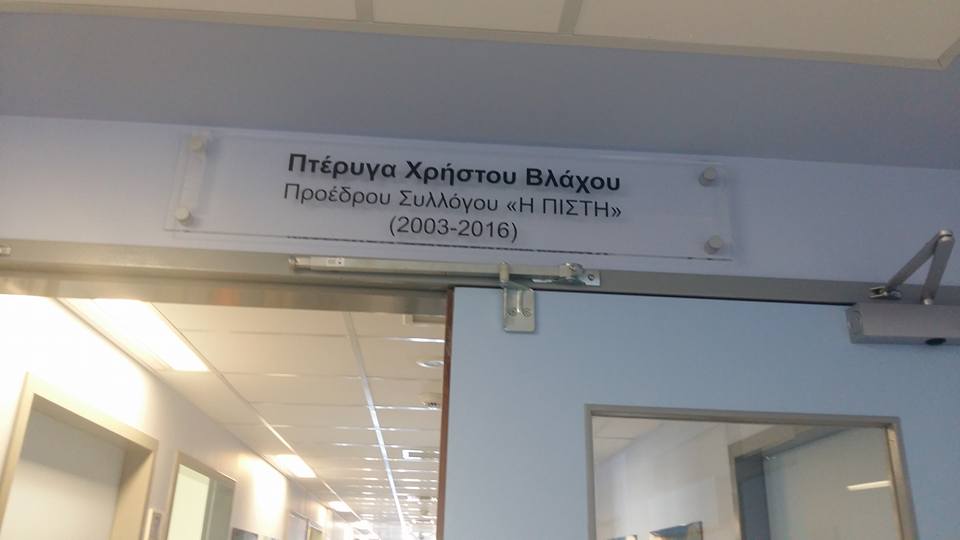 Πτέρυγα Χρήστου Βλάχου
Προέδρου Συλλόγου «Η ΠΙΣΤΗ»
(2003-2016)